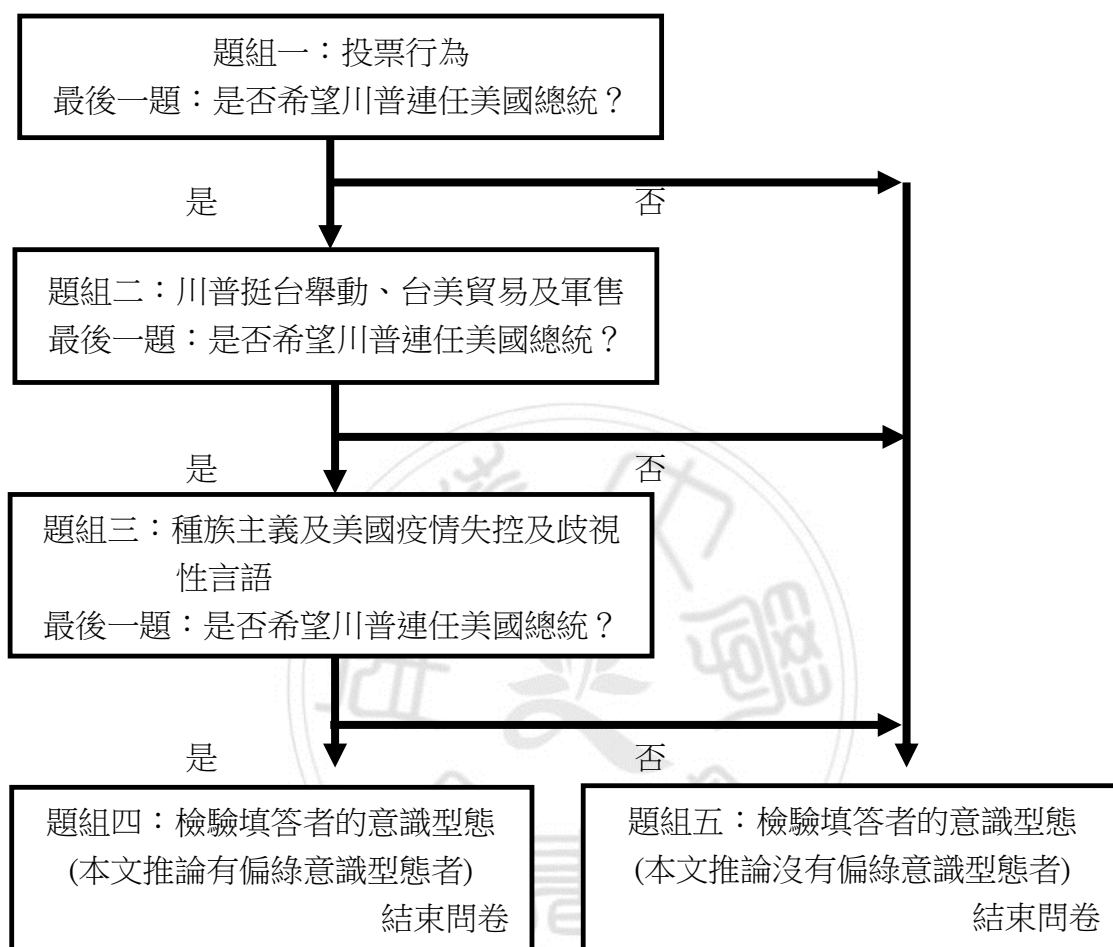 題組一：投票行為
最後一題：是否希望川普連任美國總統？
是
否
題組二：川普挺台舉動、台美貿易及軍售
最後一題：是否希望川普連任美國總統？
是
否
題組三：種族主義及美國疫情失控及歧視
性言語
最後一題：是否希望川普連任美國總統？
是
否
題組四：檢驗填答者的意識型態
(本文推論有偏綠意識型態者)
結束問卷
題組五：檢驗填答者的意識型態
(本文推論沒有偏綠意識型態者)
結束問卷